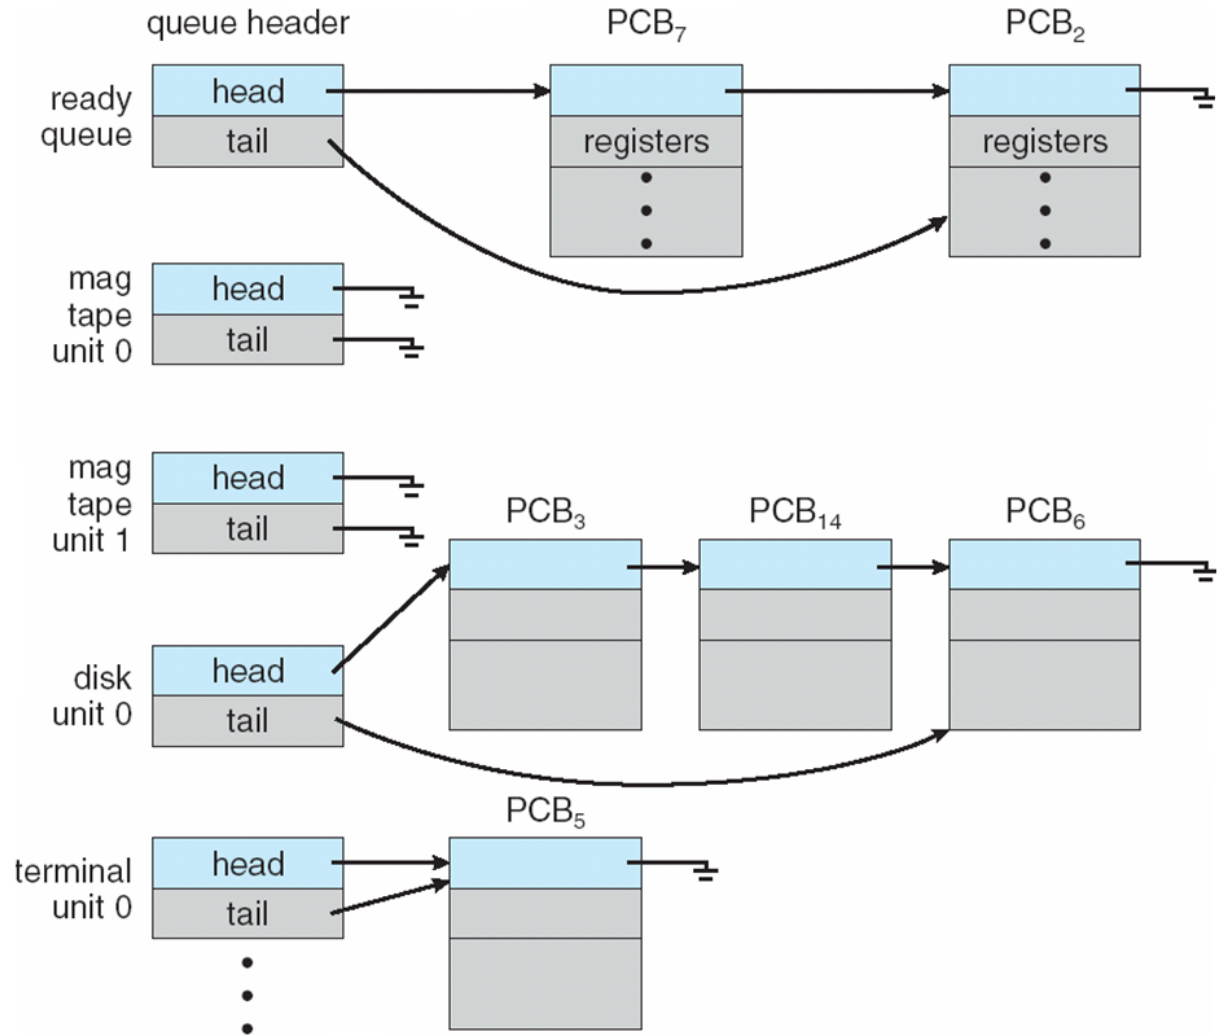 queue header
PCB7
PCB2
ready
queue
head
tail
registers
registers
mag
tape
unit 0
head
tail
mag
tape
unit 1
head
tail
PCB3
PCB14
PCB6
disk
unit 0
head
tail
PCB5
terminal
unit 0
head
tail